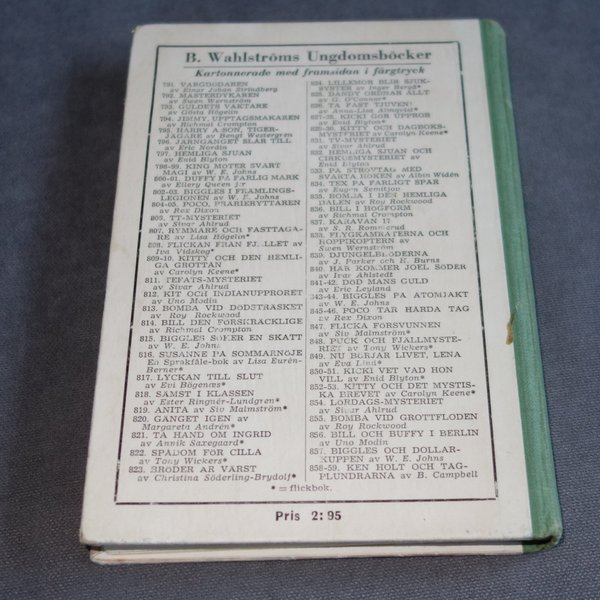 B. Wahlströms Ungdomsböcker
Kartonnerade med framsidan i färgtryck
791. VARGDÖDAREN
av Einar Johan Strindberg
792. MASTERDYKAREN
av Sven Wernström
793. GULDETS VÄKTARE
av Gösta Högelin
794. JIMMY, UPPTAGSMAKAREN
av Richmal Crompton
795. HARRY A:SON, TIGER-
JÄGARE av Bengt Westergren
796. JÄRNGÄNGET SLÅR TILL
av Eric Nordin
797. HEMLIGA SJUAN
av Enid Blyton
798-99. KING MÖTER SVART
MAGI av W. E. Johns
800-01. DUFFY PÅ FARLIG MARK
av Ellery Queen j:r
802-03. BIGGLES I FRÄMLINGS-
LEGIONEN av W. E. Johns
804-05. POCO, PRÄRIERYTTAREN
av Rex Dixon
806. TT-MYSTERIET
av Sivar Ahlrud
807. RYMMARE OCH FASTTAGA-
RE av Lisa Högelin*
808. FLICKAN FRÅN FJ. LLET av
Iva Vidskog*
809-10. KITTY OCH DEN HEMLI-
GA GROTTAN
av Carolyn Keene*
811. TEFATS-MYSTERIET
av Sivar Ahlrud
812. KIT OCH INDIANUPPRORET
av Uno Modin
813. BOMBA VID DÖDSTRÄSKET
av Roy Rockwood
814. BILL DEN FÖRSKRÄCKLIGE
av Richmal Crompton
815. BIGGLES SÖKER EN SKATT
av W. E. Johns
816. SUSANNE PÅ SOMMARNÖJE
En Språkfåle-bok av Lisa Eurén-
Berner*
817. LYCKAN TILL SLUT
av Evi Bögenæs*
818. SÄMST I KLASSEN
av Ester Ringnér-Lundgren*
819. ANITA av Siv Malmström*
820. GÄNGET IGEN av
Margareta Andrén*
821. TA HAND OM INGRID
av Annik Saxegaard*
822. SPÅDOM FÖR CILLA
av Tony Wickers*
823. BRÖDER ÄR VÄRST
av Christina Söderling-Brydolf*
824. LILLEMOR BLIR SJUK-
SYSTER av Inger Bergå*
825. DANDY ORDNAR ALLT
av G. O'Connor*
826. TA FAST TJUVEN!
av Anna-Lisa Almqvist*
827-28. KICKI GÖR UPPROR
av Enid Blyton*
829-30. KITTY OCH DAGBOKS-
MYSTERIET av Carolyn Keene*
831. TV-MYSTERIET
av Sivar Ahlrud
832. HEMLIGA SJUAN OCH
CIRKUSMYSTERIET av
Enid Blyton
833. PÅ STRÖVTÅG MED
SVARTA HÖKEN av Albin Widén
834. TEX PÅ FARLIGT SPÅR
av Eugen Semitjov
835. BOMBA I DEN HEMLIGA
DALEN av Roy Rockwood
836. BILL I HÖGFORM
av Richmal Crompton
837. KARAVAN 17
av S. R. Rommerud
838. FLYGKAMRATERNA OCH
ROPPIKOPTERN av
Sven Wernström
839. DJUNGELBRÖDERNA
av J. Parker och E. Burns
840. HÄR KOMMER JOEL SÖDER
av Ivar Ahlstedt
841-42. DÖD MANS GULD
av Eric Leyland
843-44. BIGGLES PÅ ATOMJAKT
av W. E. Johns
845-46. POCO TAR HÅRDA TAG
av Rex Dixon
847. FLICKA FÖRSVUNNEN
av Siv Malmström*
848. PUCK OCH FJÄLLMYSTE-
RIET av Tony Wickers*
849. NU BÖRJAR LIVET, LENA
av Eva Lind*
850-51. KICKI VET VAD HON
VILL av Enid Blyton*
852-53. KITTY OCH DET MYSTIS-
KA BREVET av Carolyn Keene*
854. LÖRDAGS-MYSTERIET
av Sivar Ahlrud
855. BOMBA VID GROTTFLODEN
av Roy Rockwood
856. BILL OCH BUFFY I BERLIN
av Uno Modin
857. BIGGLES OCH DOLLAR-
KUPPEN av W. E. Johns
858-59. KEN HOLT OCH TÅG-
PLUNDRARNA av B. Campbell
* = flickbok.
Pris 2: 95